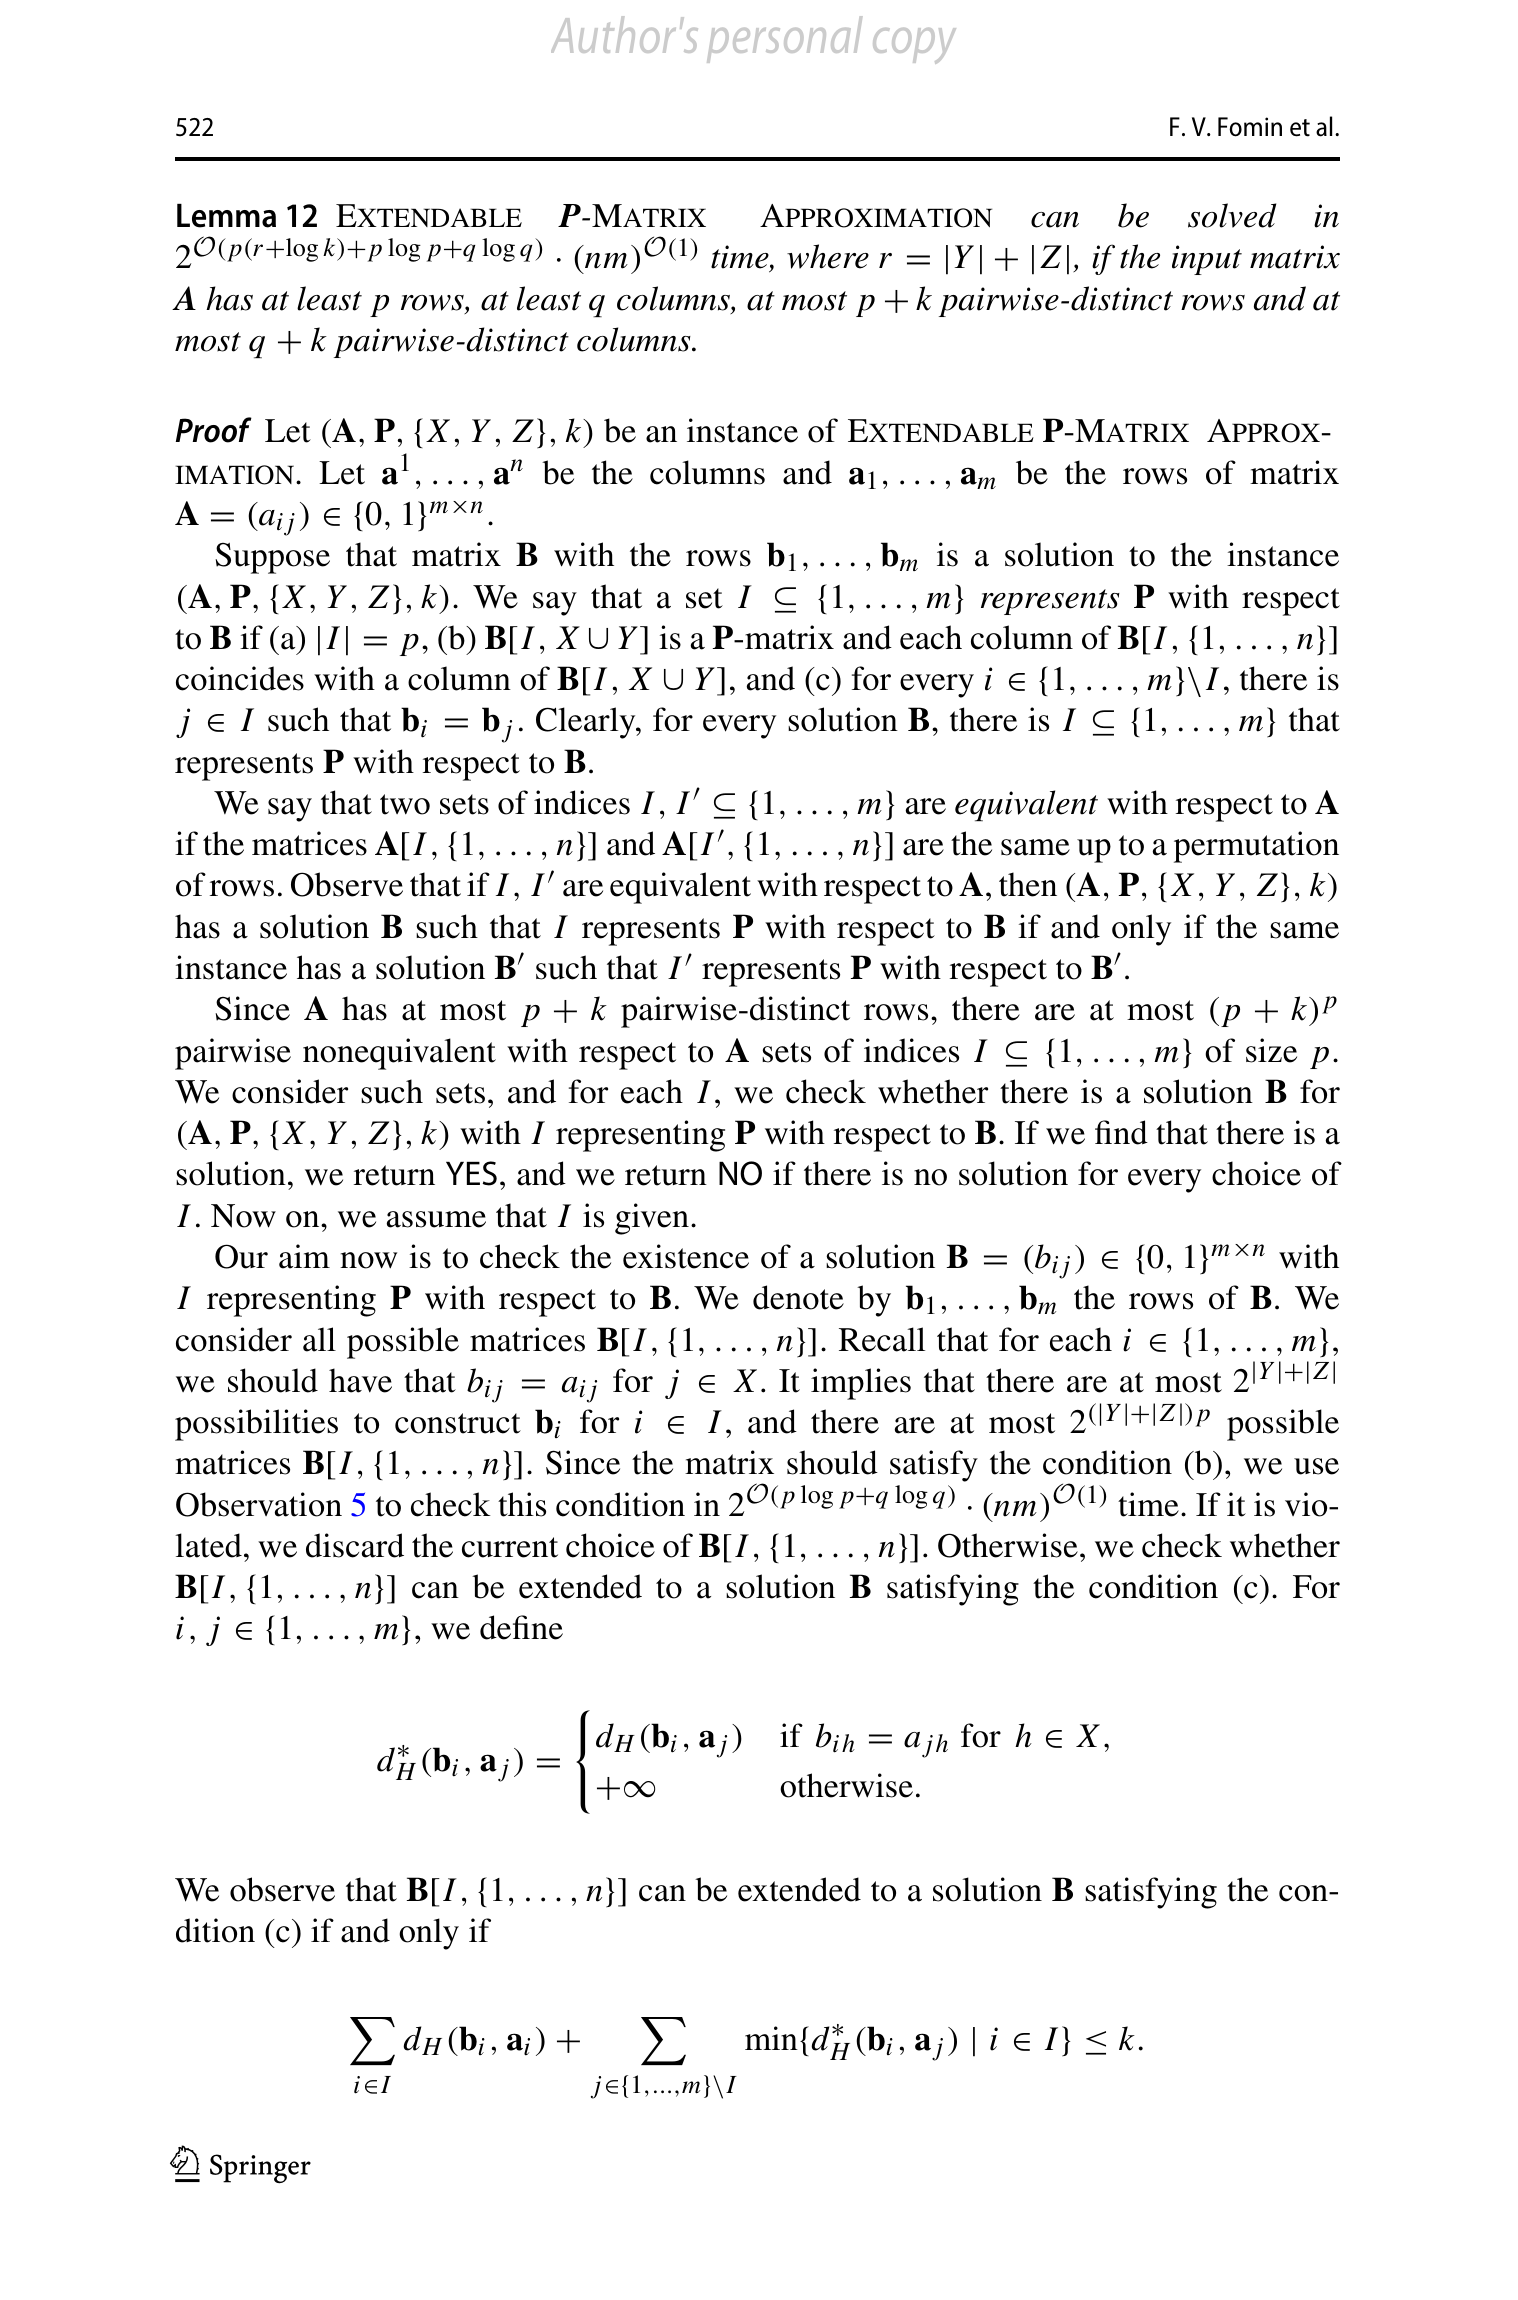 Author's personal copy
522 F. V. Fomin et al.
Lemma 12 EXTENDABLE P-MATRIX APPROXIMATION can be solved in
2^{𝒪(p(r+log k)+p log p+q log q)} · (nm)^{𝒪(1)} time, where r = |Y| + |Z|, if the input matrix
A has at least p rows, at least q columns, at most p + k pairwise-distinct rows and at
most q + k pairwise-distinct columns.
Proof Let (A, P, {X, Y, Z}, k) be an instance of EXTENDABLE P-MATRIX APPROX-
IMATION. Let a^1, . . . , a^n be the columns and a_1, . . . , a_m be the rows of matrix
A = (a_{ij}) ∈ {0, 1}^{m×n}.
Suppose that matrix B with the rows b_1, . . . , b_m is a solution to the instance
(A, P, {X, Y, Z}, k). We say that a set I ⊆ {1, . . . , m} represents P with respect
to B if (a) |I| = p, (b) B[I, X ∪ Y] is a P-matrix and each column of B[I, {1, . . . , n}]
coincides with a column of B[I, X ∪ Y], and (c) for every i ∈ {1, . . . , m}\I, there is
j ∈ I such that b_i = b_j. Clearly, for every solution B, there is I ⊆ {1, . . . , m} that
represents P with respect to B.
We say that two sets of indices I, I′ ⊆ {1, . . . , m} are equivalent with respect to A
if the matrices A[I, {1, . . . , n}] and A[I′, {1, . . . , n}] are the same up to a permutation
of rows. Observe that if I, I′ are equivalent with respect to A, then (A, P, {X, Y, Z}, k)
has a solution B such that I represents P with respect to B if and only if the same
instance has a solution B′ such that I′ represents P with respect to B′.
Since A has at most p + k pairwise-distinct rows, there are at most (p + k)^p
pairwise nonequivalent with respect to A sets of indices I ⊆ {1, . . . , m} of size p.
We consider such sets, and for each I, we check whether there is a solution B for
(A, P, {X, Y, Z}, k) with I representing P with respect to B. If we find that there is a
solution, we return YES, and we return NO if there is no solution for every choice of
I. Now on, we assume that I is given.
Our aim now is to check the existence of a solution B = (b_{ij}) ∈ {0, 1}^{m×n} with
I representing P with respect to B. We denote by b_1, . . . , b_m the rows of B. We
consider all possible matrices B[I, {1, . . . , n}]. Recall that for each i ∈ {1, . . . , m},
we should have that b_{ij} = a_{ij} for j ∈ X. It implies that there are at most 2^{|Y|+|Z|}
possibilities to construct b_i for i ∈ I, and there are at most 2^{(|Y|+|Z|)p} possible
matrices B[I, {1, . . . , n}]. Since the matrix should satisfy the condition (b), we use
Observation 5 to check this condition in 2^{𝒪(p log p+q log q)} · (nm)^{𝒪(1)} time. If it is vio-
lated, we discard the current choice of B[I, {1, . . . , n}]. Otherwise, we check whether
B[I, {1, . . . , n}] can be extended to a solution B satisfying the condition (c). For
i, j ∈ {1, . . . , m}, we define
d*_H(b_i, a_j) = { d_H(b_i, a_j) if b_{ih} = a_{jh} for h ∈ X,
+∞ otherwise.
We observe that B[I, {1, . . . , n}] can be extended to a solution B satisfying the con-
dition (c) if and only if
∑_{i∈I} d_H(b_i, a_i) + ∑_{j∈{1,...,m}\I} min{d*_H(b_i, a_j) | i ∈ I} ≤ k.
Springer